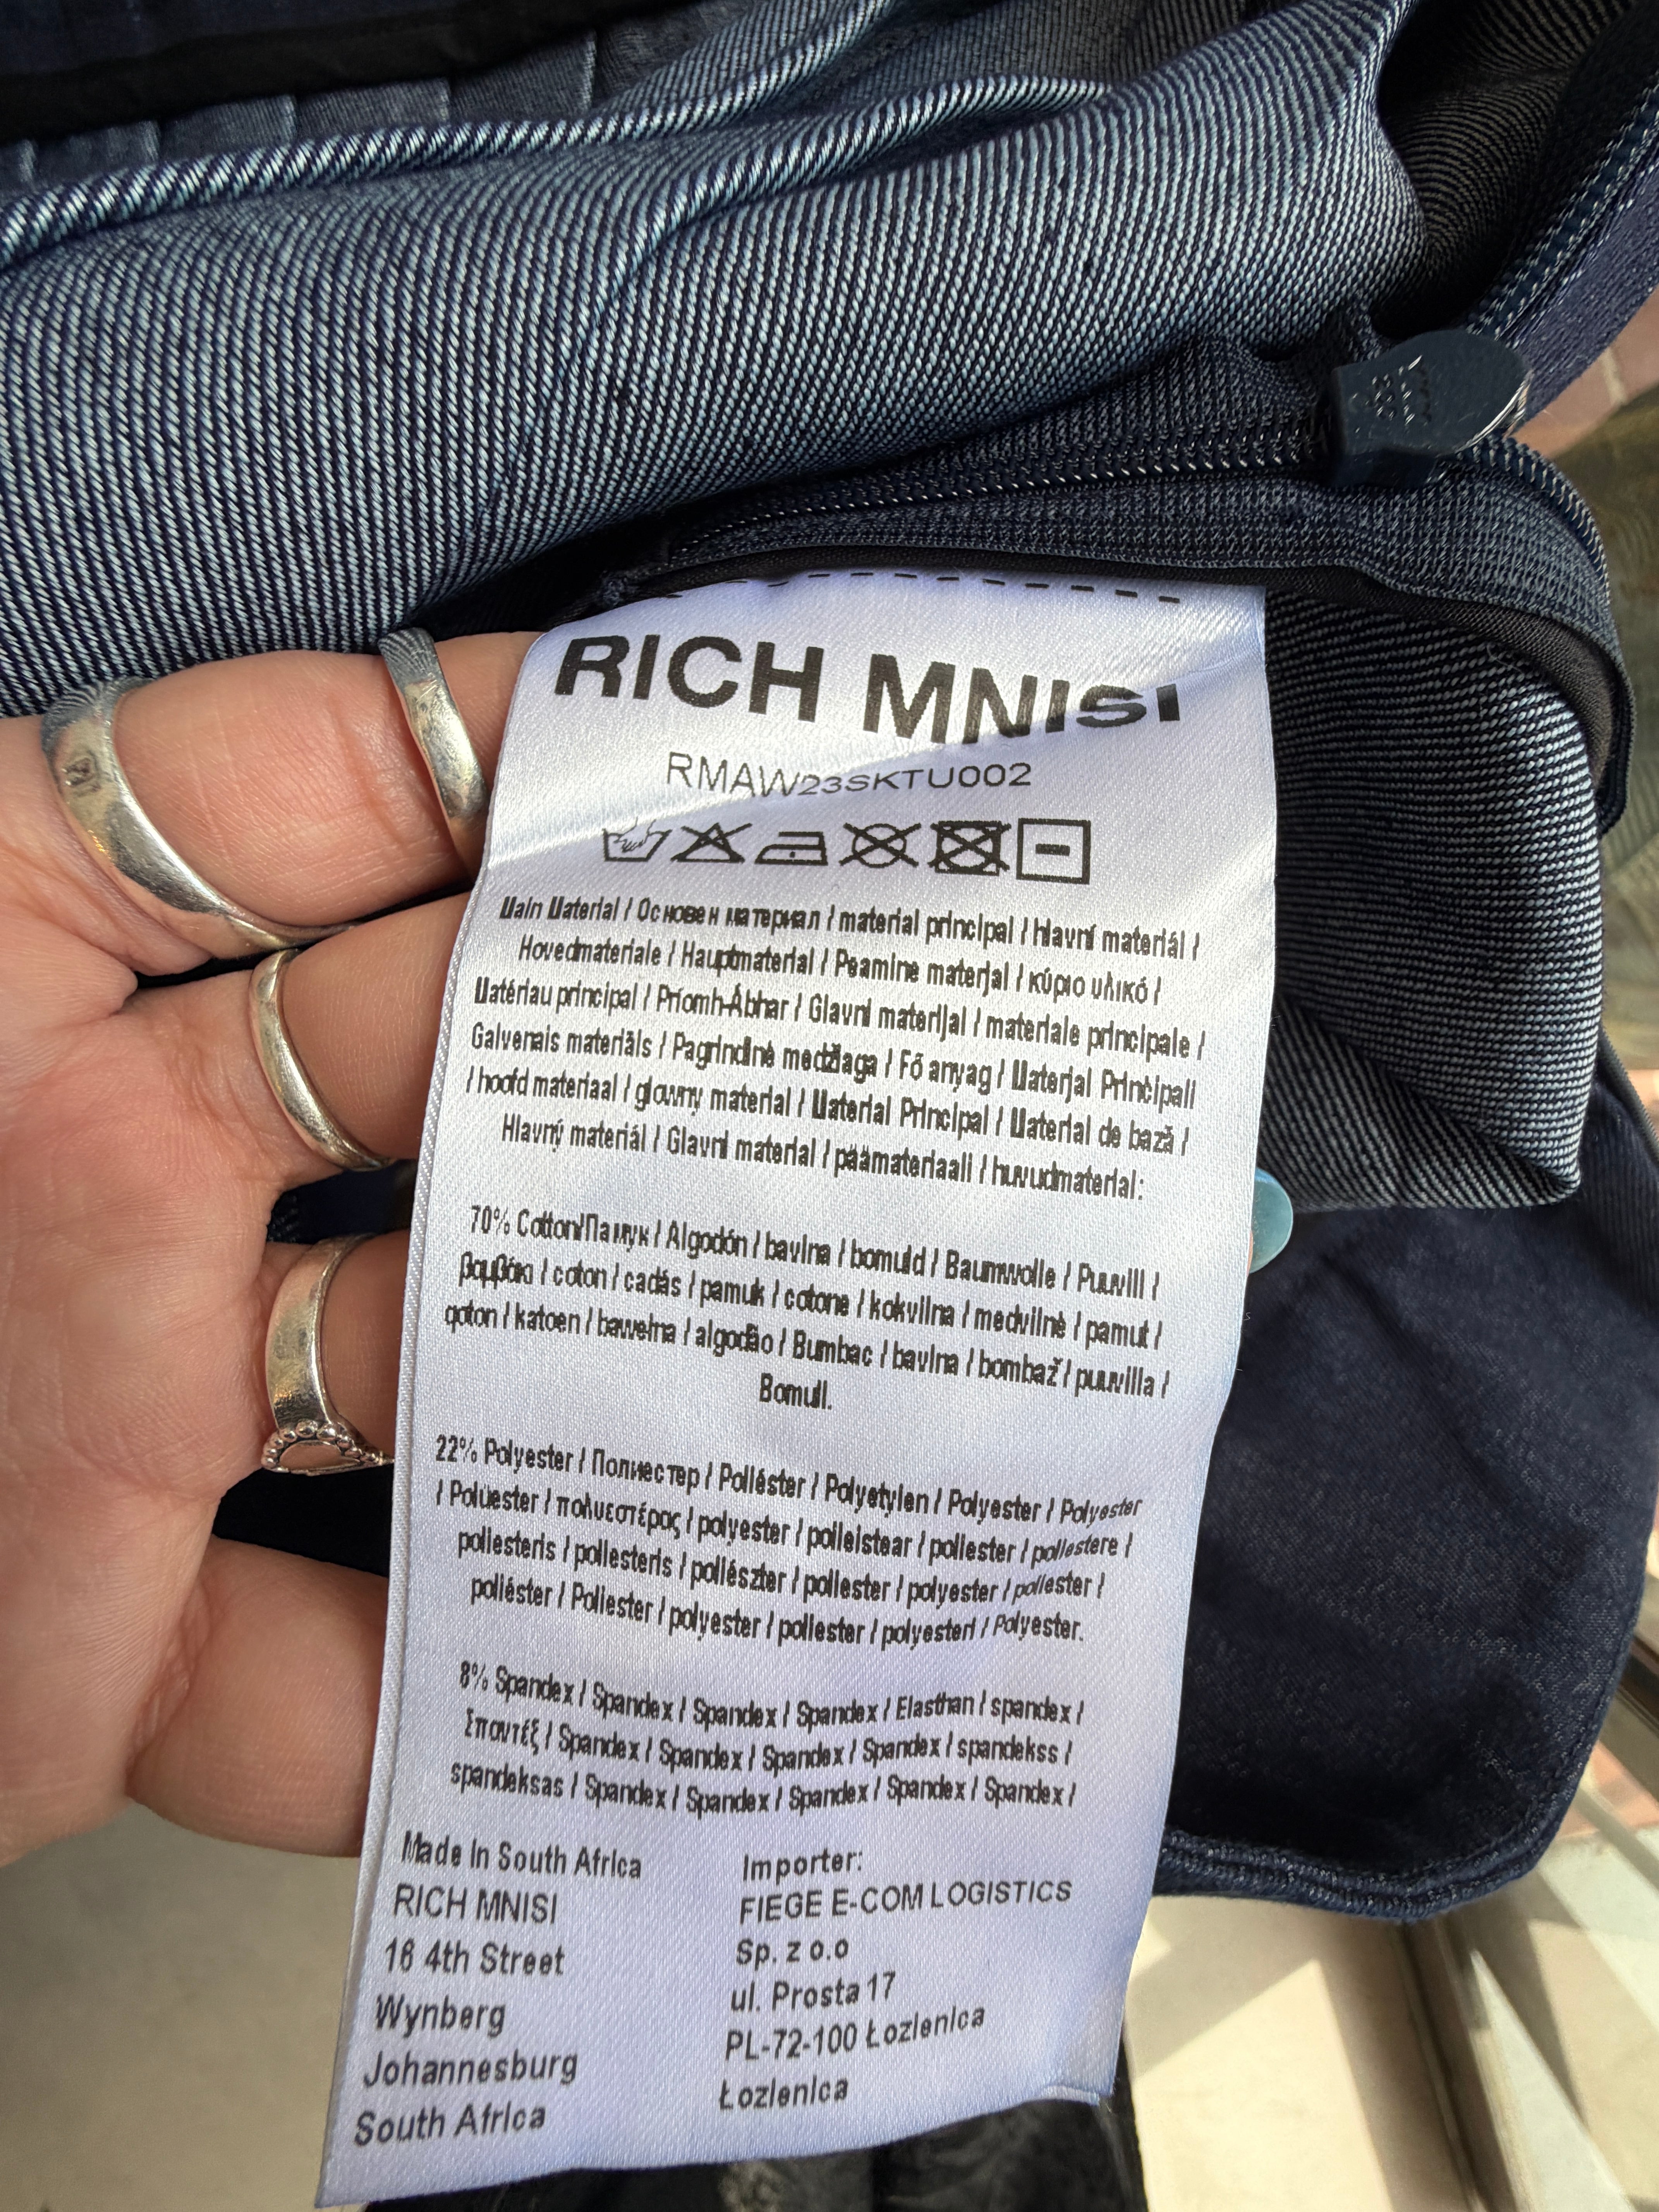 RICH MNISI
RMAW23SKTU002
Main Material / Основен материал / material principal / hlavní materiál /
Hovedmateriale / Hauptmaterial / Peamine materjal / κύριο υλικό /
Matériau principal / Príomh-Ábhar / Glavni materijal / materiale principale /
Galvenais materiāls / Pagrindinė medžiaga / Fő anyag / Materjal Prinċipali
/ hoofd materiaal / glowny material / Material Principal / Material de bază /
Hlavný materiál / Glavni material / päämateriaali / huvudmaterial:
70% Cotton/Памук / Algodón / bavlna / bomuld / Baumwolle / Puuvill /
βαμβάκι / coton / cadás / pamuk / cotone / kokvilna / medvilnė / pamut /
qoton / katoen / bawełna / algodão / Bumbac / bavlna / bombaž / puuvilla /
Bomull.
22% Polyester / Полиестер / Poliéster / Polyetylen / Polyester / Polyester
/ Poluester / πολυεστέρας / polyester / poileistear / poliester / poliestere /
poliesteris / poliesteris / poliészter / poliester / polyester / poliester /
poliéster / Poliester / polyester / poliester / polyesteri / Polyester.
8% Spandex / Spandex / Spandex / Spandex / Elasthan / spandex /
Σπαντέξ / Spandex / Spandex / Spandex / Spandex / spandekss /
spandeksas / Spandex / Spandex / Spandex / Spandex / Spandex /
Made In South Africa
RICH MNISI
16 4th Street
Wynberg
Johannesburg
South Africa
Importer:
FIEGE E-COM LOGISTICS
Sp. z o.o
ul. Prosta 17
PL-72-100 Łozienica
Łozienica